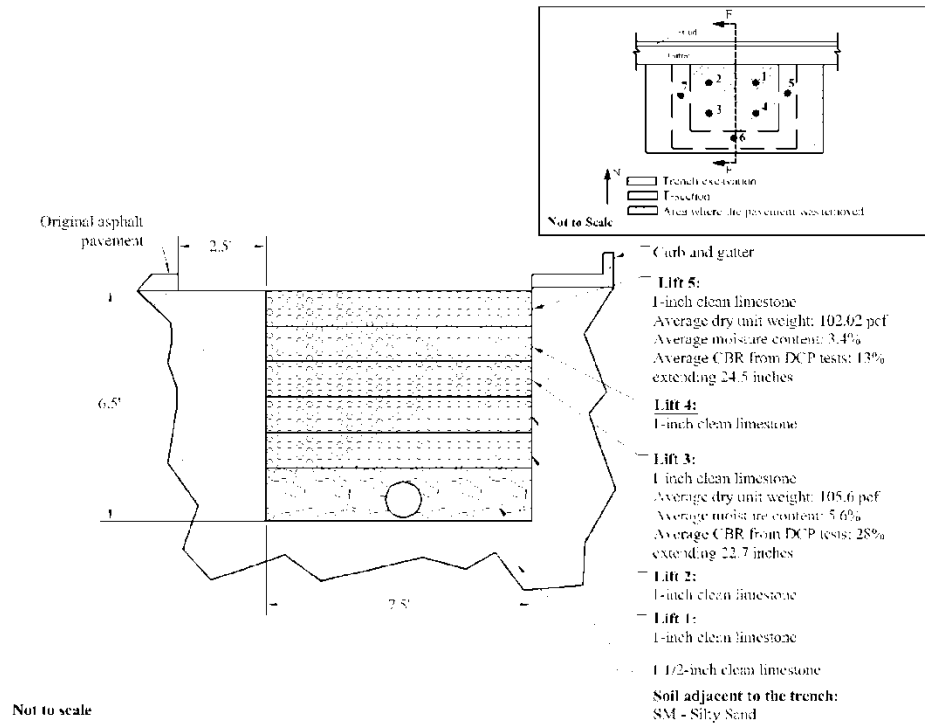 F
Gutter
2
1
7
5
3
4
6
N
Trench excavation
T-section
Area where the pavement was removed
Not to Scale
Original asphalt
pavement
2.5'
6.5'
7.5'
Curb and gutter
Lift 5:
1-inch clean limestone
Average dry unit weight: 102.02 pcf
Average moisture content: 3.4%
Average CBR from DCP tests: 13%
extending 24.5 inches
Lift 4:
1-inch clean limestone
Lift 3:
1-inch clean limestone
Average dry unit weight: 105.6 pcf
Average moisture content: 5.6%
Average CBR from DCP tests: 28%
extending 22.7 inches
Lift 2:
1-inch clean limestone
Lift 1:
1-inch clean limestone
1 1/2-inch clean limestone
Soil adjacent to the trench:
SM - Silty Sand
Not to scale